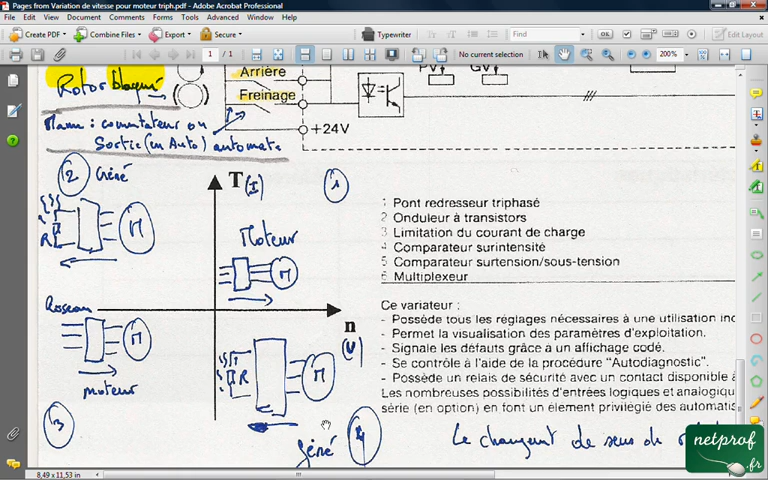 Pages from Variation de vitesse pour moteur triph.pdf - Adobe Acrobat Professional
File Edit View Document Comments Forms Tools Advanced Window Help
Create PDF Combine Files Export Secure
Typewriter Find Edit Layout
1 / 1 No current selection 200%
Rotor bloqué
Arrière
Freinage
+24V
PV GV
Manu : commutateur ou
Sortie (en Auto) automate
2 Géné
T (I)
1
Moteur
R M
M
Réseau
n
(V)
M
R M
moteur
3
géné
4
1 Pont redresseur triphasé
2 Onduleur à transistors
3 Limitation du courant de charge
4 Comparateur surintensité
5 Comparateur surtension/sous-tension
6 Multiplexeur
Ce variateur :
- Possède tous les réglages nécessaires à une utilisation
- Permet la visualisation des paramètres d'exploitation.
- Signale les défauts grâce à un affichage codé.
- Se contrôle à l'aide de la procédure "Autodiagnostic".
- Possède un relais de sécurité avec un contact disponible
Les nombreuses possibilités d'entrées logiques et
série (en option) en font un élement privilégié des
Le changent de sens de
netprof
.fr
8,49 x 11,53 in